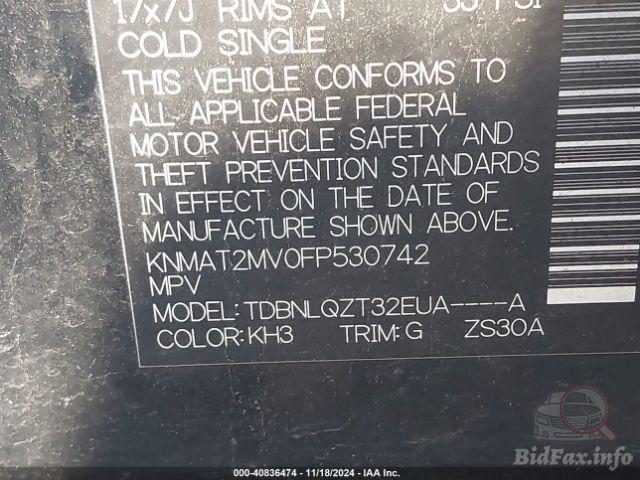 17x7J RIMS AT
COLD SINGLE
THIS VEHICLE CONFORMS TO
ALL APPLICABLE FEDERAL
MOTOR VEHICLE SAFETY AND
THEFT PREVENTION STANDARDS
IN EFFECT ON THE DATE OF
MANUFACTURE SHOWN ABOVE.
KNMAT2MV0FP530742
MPV
MODEL: TDBNLQZT32EUA----A
COLOR: KH3 TRIM: G ZS30A
000-40836474 - 11/18/2024 - IAA Inc.
BidFax.info